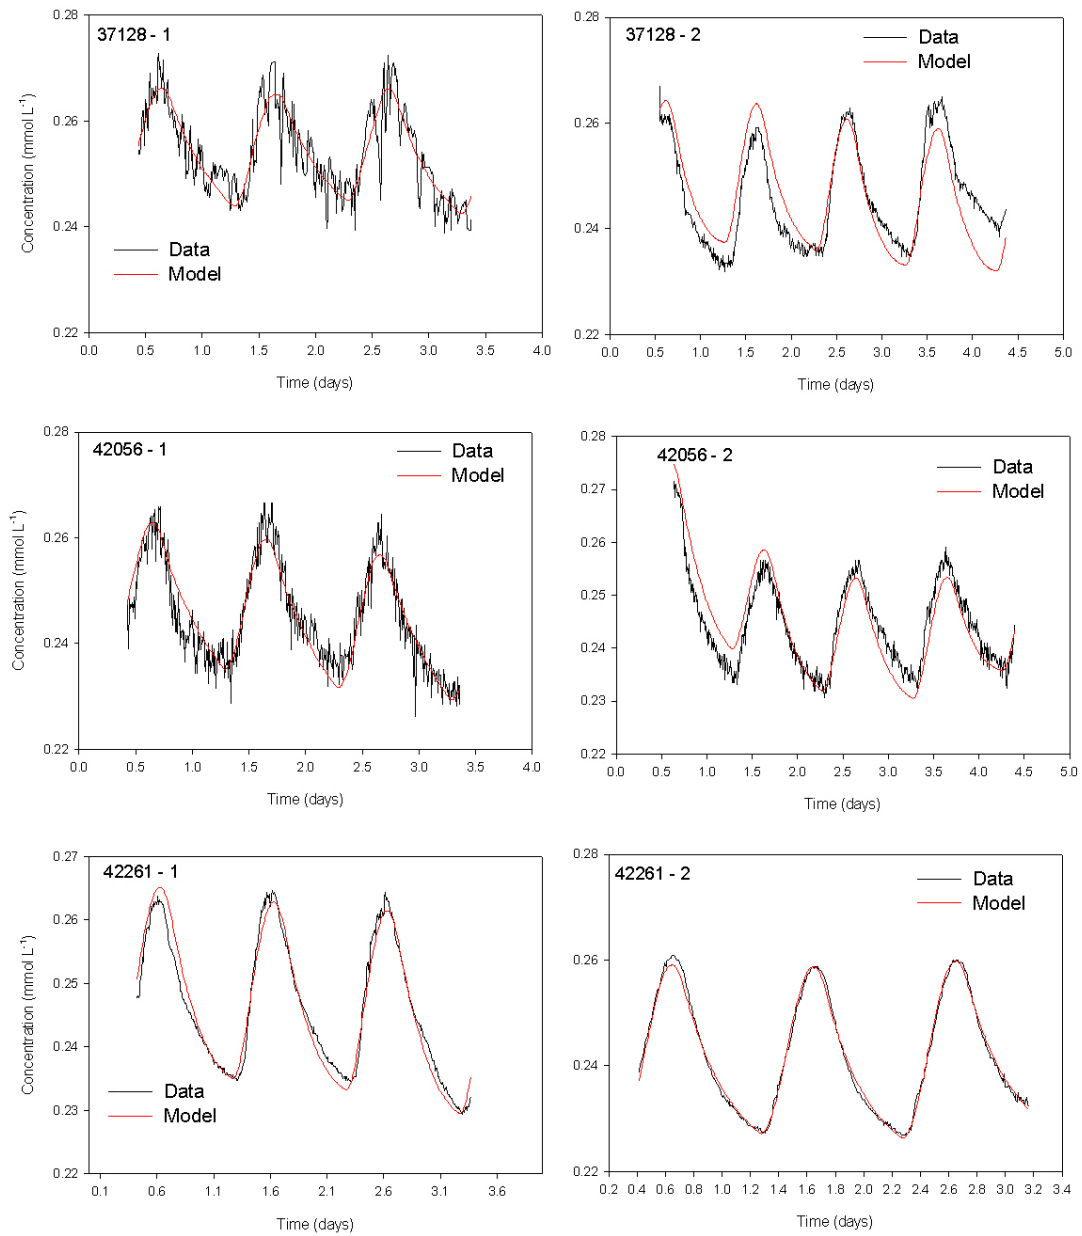 37128 - 1
0.28
0.26
0.24
0.22
Concentration (mmol L-1)
Data
Model
0.0 0.5 1.0 1.5 2.0 2.5 3.0 3.5 4.0
Time (days)
37128 - 2
Data
Model
0.28
0.26
0.24
0.22
0.0 0.5 1.0 1.5 2.0 2.5 3.0 3.5 4.0 4.5 5.0
Time (days)
42056 - 1
Data
Model
0.28
0.26
0.24
0.22
Concentration (mmol L-1)
0.0 0.5 1.0 1.5 2.0 2.5 3.0 3.5 4.0
Time (days)
42056 - 2
Data
Model
0.28
0.27
0.26
0.25
0.24
0.23
0.22
0.0 0.5 1.0 1.5 2.0 2.5 3.0 3.5 4.0 4.5 5.0
Time (days)
42261 - 1
0.27
0.26
0.25
0.24
0.23
0.22
Concentration (mmol L-1)
Data
Model
0.1 0.6 1.1 1.6 2.1 2.6 3.1 3.6
Time (days)
42261 - 2
Data
Model
0.28
0.26
0.24
0.22
0.2 0.4 0.6 0.8 1.0 1.2 1.4 1.6 1.8 2.0 2.2 2.4 2.6 2.8 3.0 3.2 3.4
Time (days)